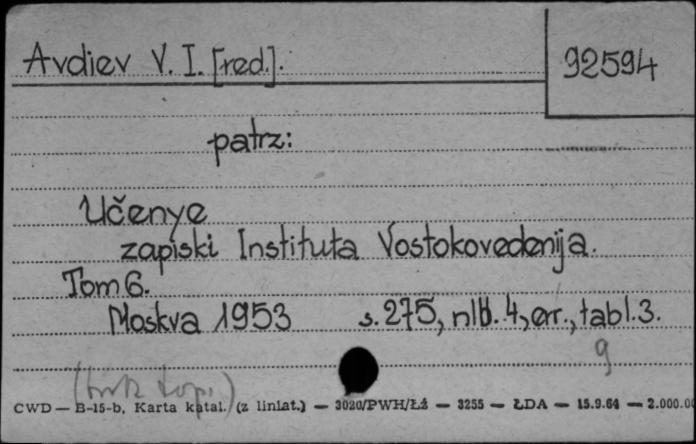 Avdiev V. I. [red].
92594
patrz:
Učenye
zapiski Instituta Vostokovedenija.
Tom 6.
Moskva 1953 s. 275, nlb. 4, err., tabl. 3.
9
CWD — B-15-b, Karta katal. (z liniat.) — 3020/PWH/Łź — 3255 — ŁDA — 15.9.64 — 2.000.00